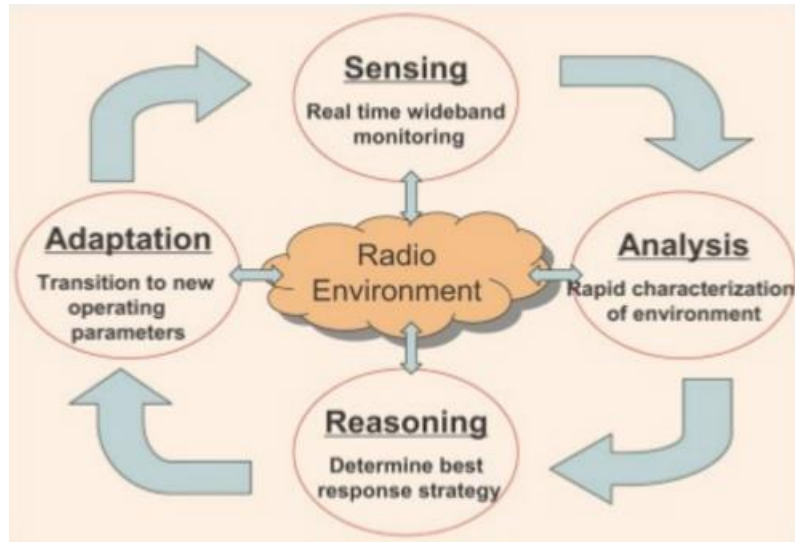 Sensing
Real time wideband
monitoring
Adaptation
Transition to new
operating
parameters
Radio
Environment
Analysis
Rapid characterization
of environment
Reasoning
Determine best
response strategy